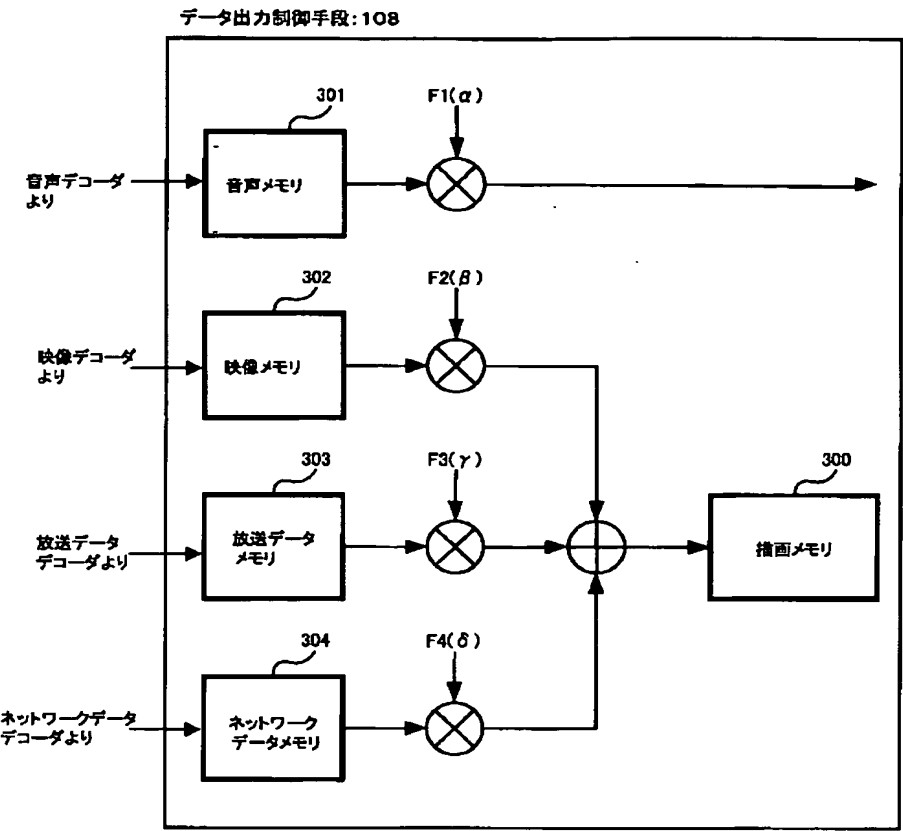 データ出力制御手段:108
301
F1(α)
音声デコーダ
より
音声メモリ
302
F2(β)
映像デコーダ
より
映像メモリ
303
F3(γ)
300
放送データ
デコーダより
放送データ
メモリ
描画メモリ
304
F4(δ)
ネットワークデータ
デコーダより
ネットワーク
データメモリ